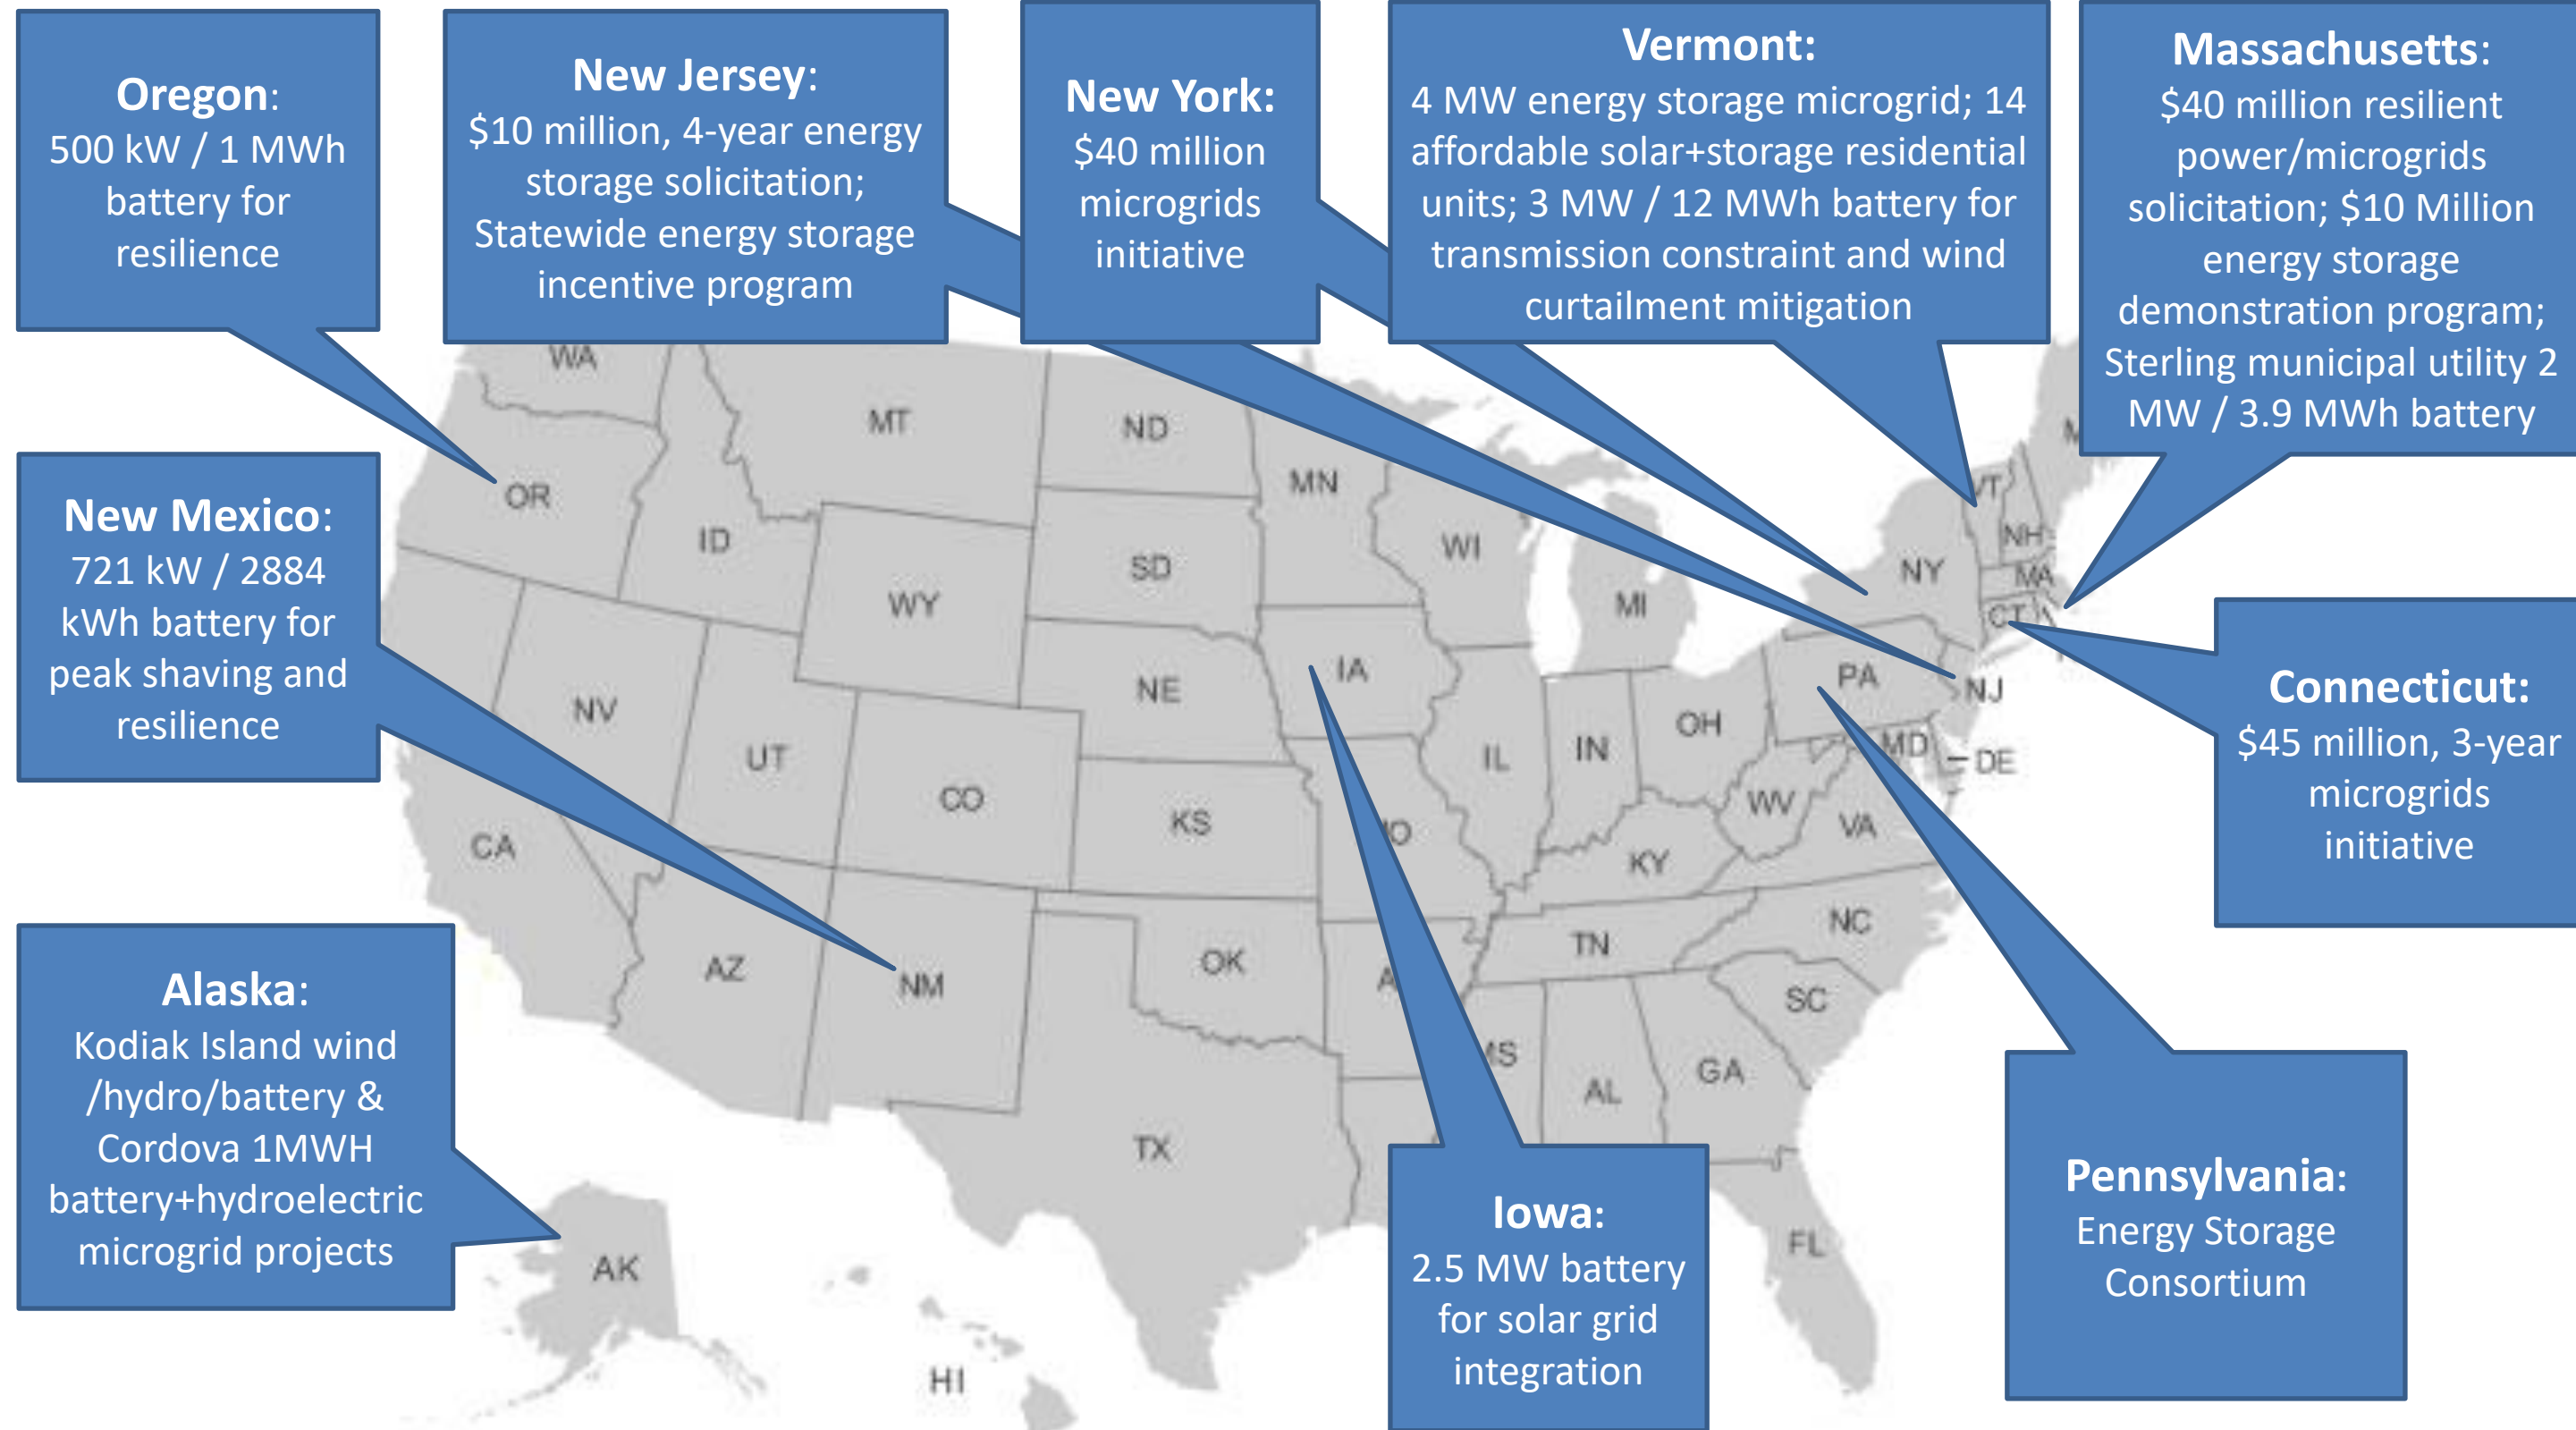 Oregon:
500 kW / 1 MWh
battery for
resilience
New Jersey:
$10 million, 4-year energy
storage solicitation;
Statewide energy storage
incentive program
New York:
$40 million
microgrids
initiative
Vermont:
4 MW energy storage microgrid; 14
affordable solar+storage residential
units; 3 MW / 12 MWh battery for
transmission constraint and wind
curtailment mitigation
Massachusetts:
$40 million resilient
power/microgrids
solicitation; $10 Million
energy storage
demonstration program;
Sterling municipal utility 2
MW / 3.9 MWh battery
New Mexico:
721 kW / 2884
kWh battery for
peak shaving and
resilience
Connecticut:
$45 million, 3-year
microgrids
initiative
Alaska:
Kodiak Island wind
/hydro/battery &
Cordova 1MWH
battery+hydroelectric
microgrid projects
Iowa:
2.5 MW battery
for solar grid
integration
Pennsylvania:
Energy Storage
Consortium
WA
MT
ND
MN
OR
ID
SD
WI
MI
NY
VT
NH
MA
CT
WY
NE
IA
PA
NJ
NV
UT
CO
KS
IL
IN
OH
MD
DE
WV
VA
CA
KY
AZ
NM
OK
TN
NC
SC
TX
AL
GA
FL
AK
HI